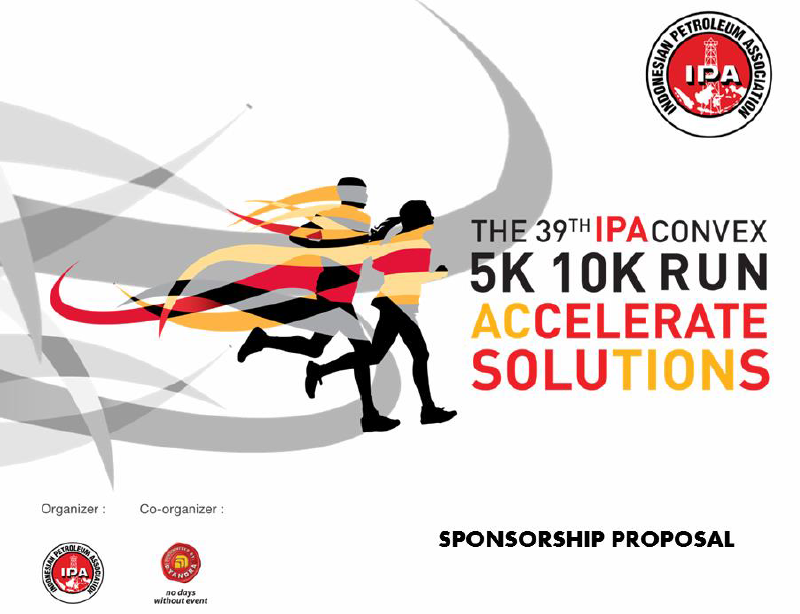 INDONESIAN PETROLEUM ASSOCIATION
IPA
THE 39TH IPA CONVEX
5K 10K RUN
ACCELERATE
SOLUTIONS
Organizer :
Co-organizer :
INDONESIAN PETROLEUM ASSOCIATION
IPA
DYANDRA
no days
without event
SPONSORSHIP PROPOSAL